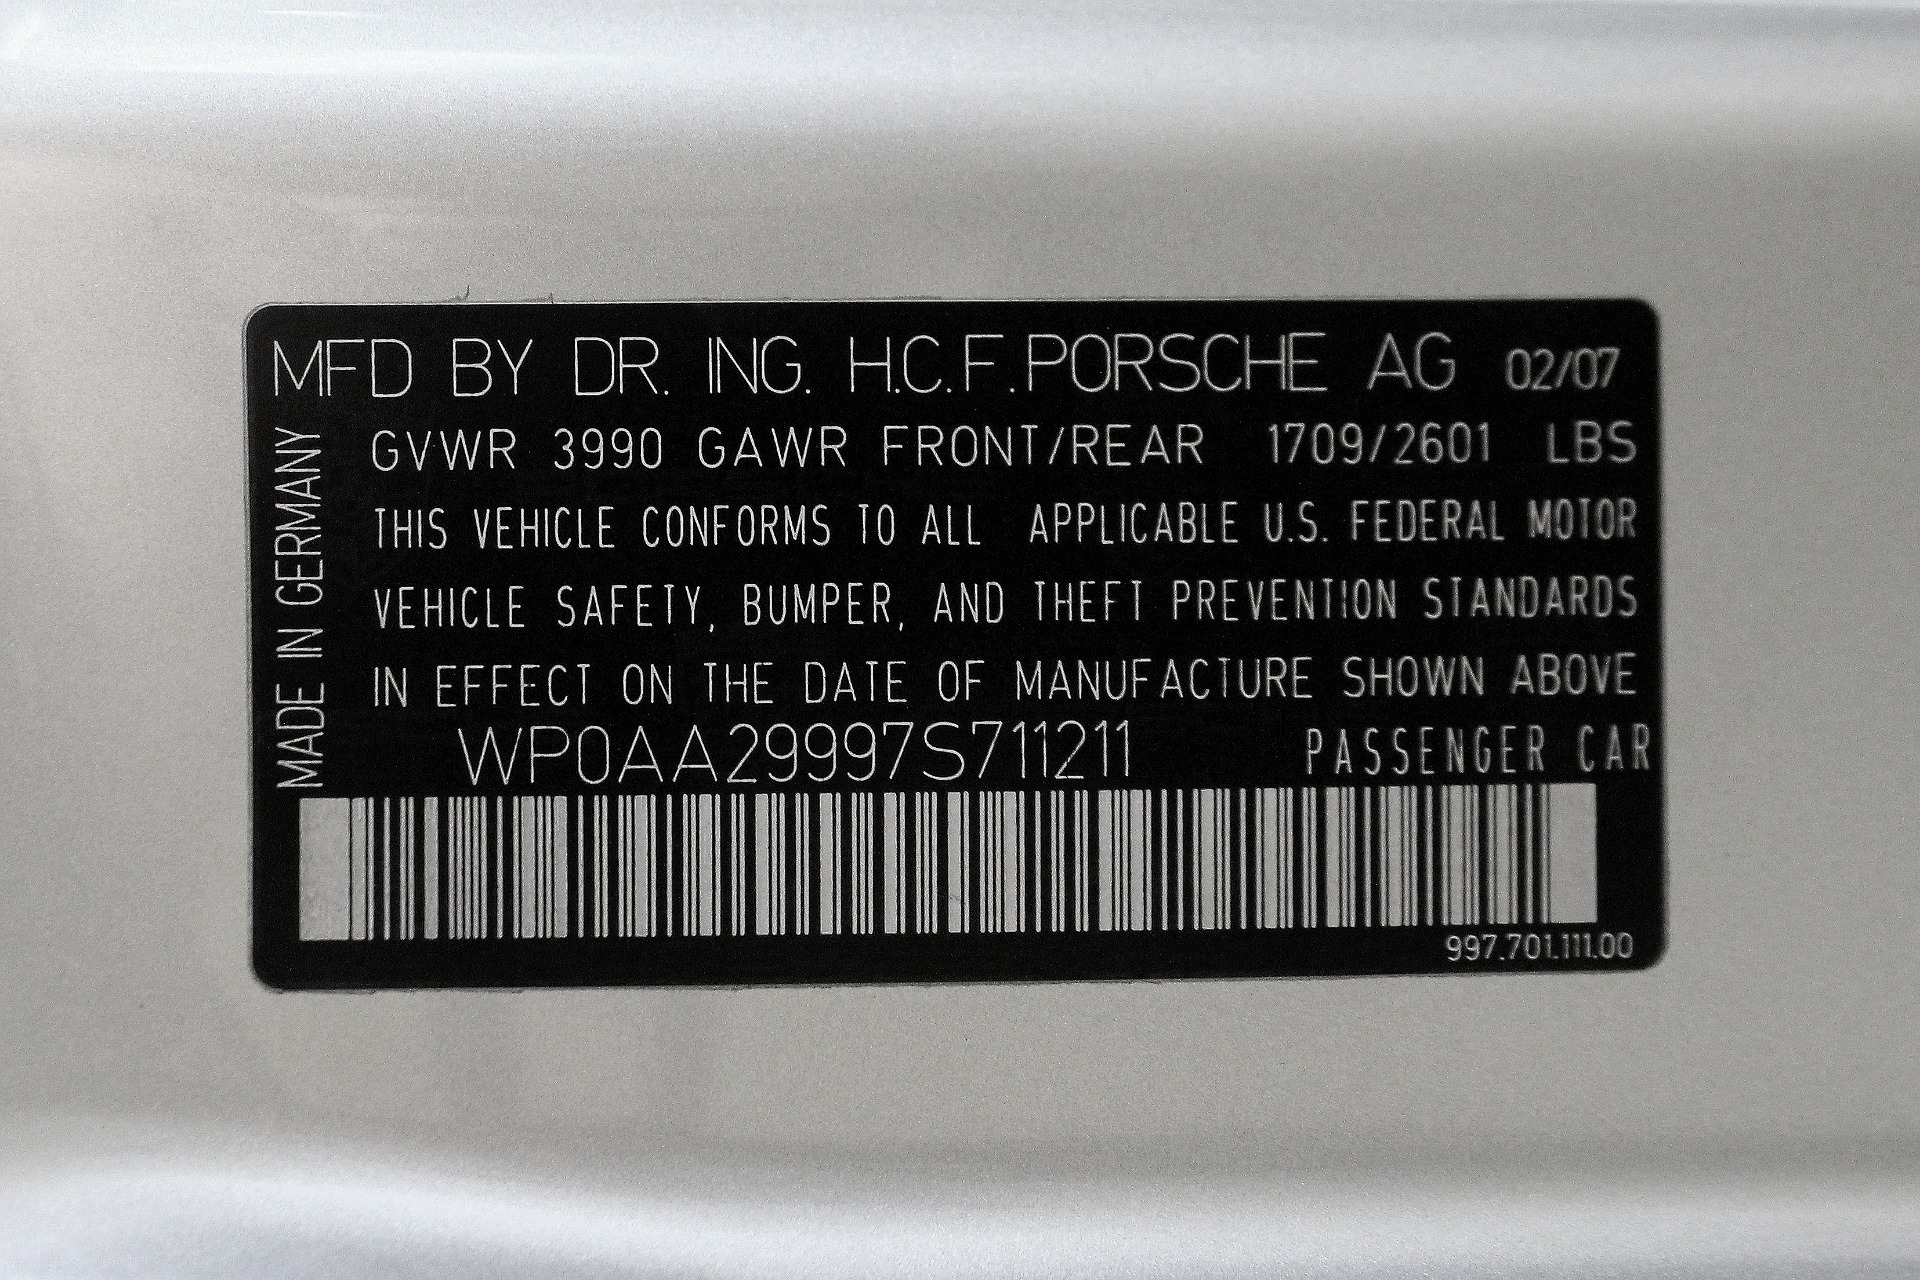 MFD BY DR. ING. H.C.F. PORSCHE AG 02/07
GVWR 3990 GAWR FRONT/REAR 1709/2601 LBS
THIS VEHICLE CONFORMS TO ALL APPLICABLE U.S. FEDERAL MOTOR
VEHICLE SAFETY, BUMPER, AND THEFT PREVENTION STANDARDS
IN EFFECT ON THE DATE OF MANUFACTURE SHOWN ABOVE
WP0AA29997S711211 PASSENGER CAR
997.701.111.00
MADE IN GERMANY